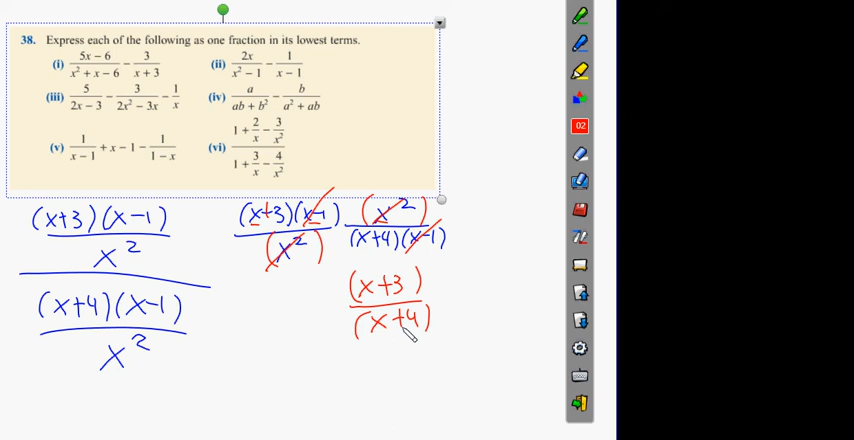 38. Express each of the following as one fraction in its lowest terms.
(i) (5x − 6)/(x² + x − 6) − 3/(x + 3) (ii) 2x/(x² − 1) − 1/(x − 1)
(iii) 5/(2x − 3) − 3/(2x² − 3x) − 1/x (iv) a/(ab + b²) − b/(a² + ab)
(v) 1/(x − 1) + x − 1 − 1/(1 − x) (vi) (1 + 2/x − 3/x²)/(1 + 3/x − 4/x²)
(x+3)(x-1)
x²
(x+4)(x-1)
x²
(x+3)(x-1) (x²)
(x²) (x+4)(x-1)
(x+3)
(x+4)
02